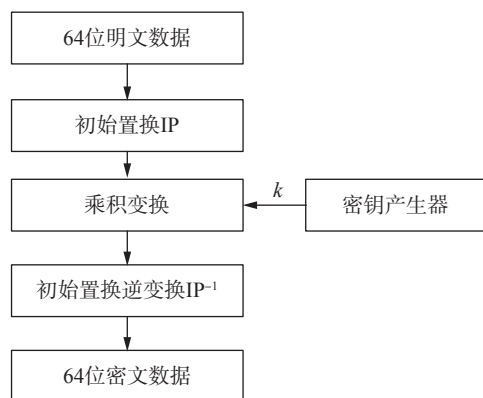 64位明文数据
初始置换IP
k
乘积变换
密钥产生器
初始置换逆变换IP⁻¹
64位密文数据